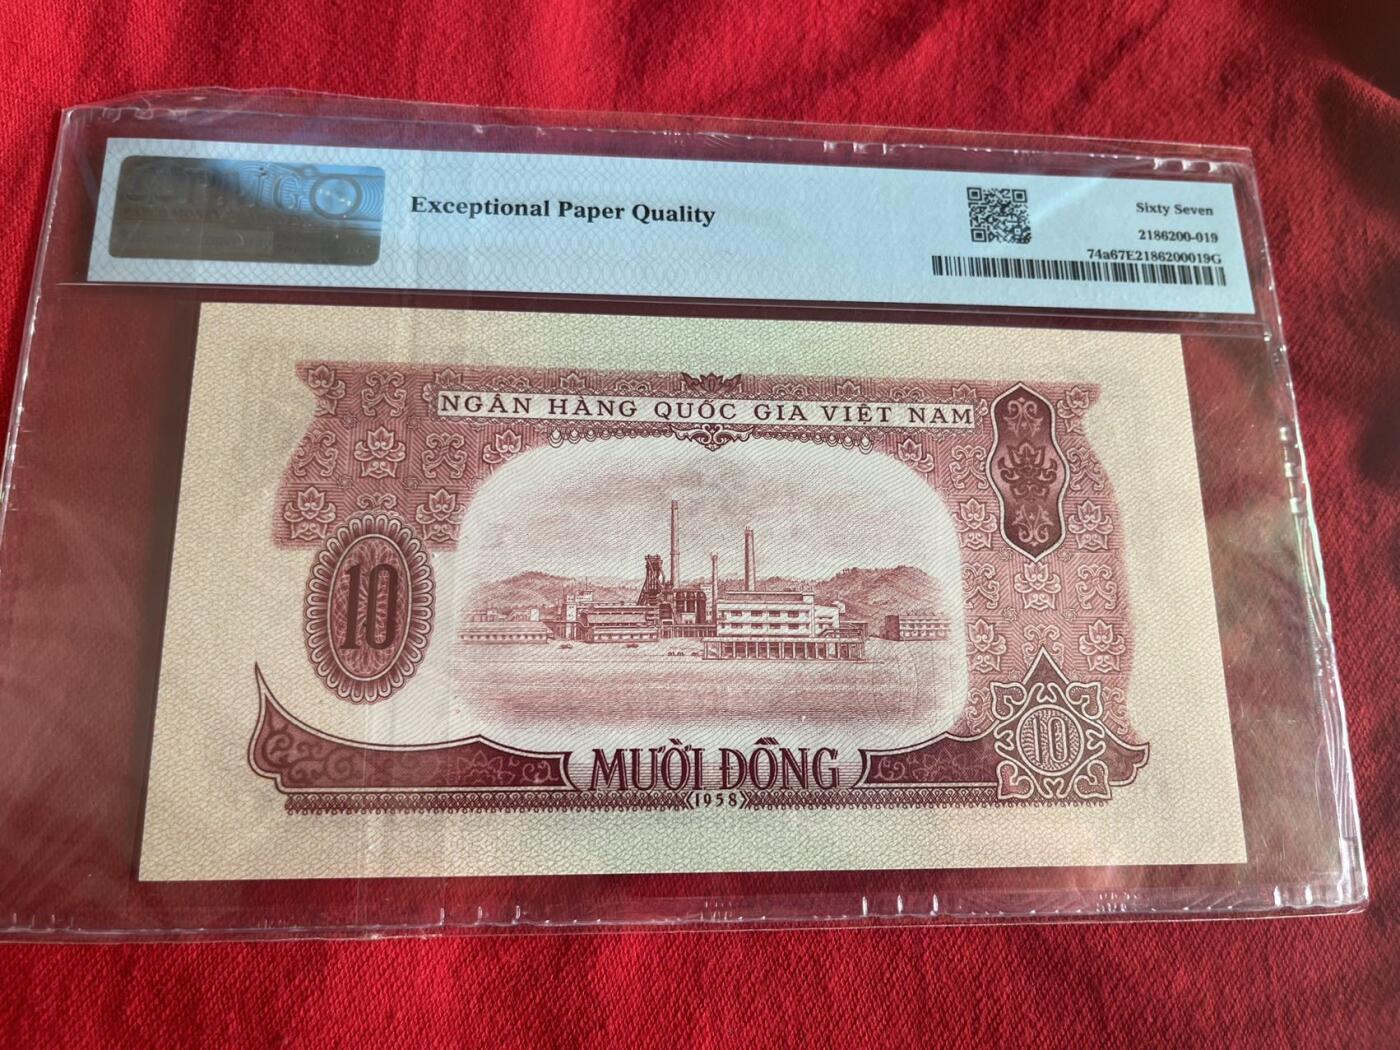 PMG
Exceptional Paper Quality
Sixty Seven
2186200-019
74a67E2186200019G
NGÂN HÀNG QUỐC GIA VIỆT NAM
10
10
MƯỜI ĐỒNG
1958